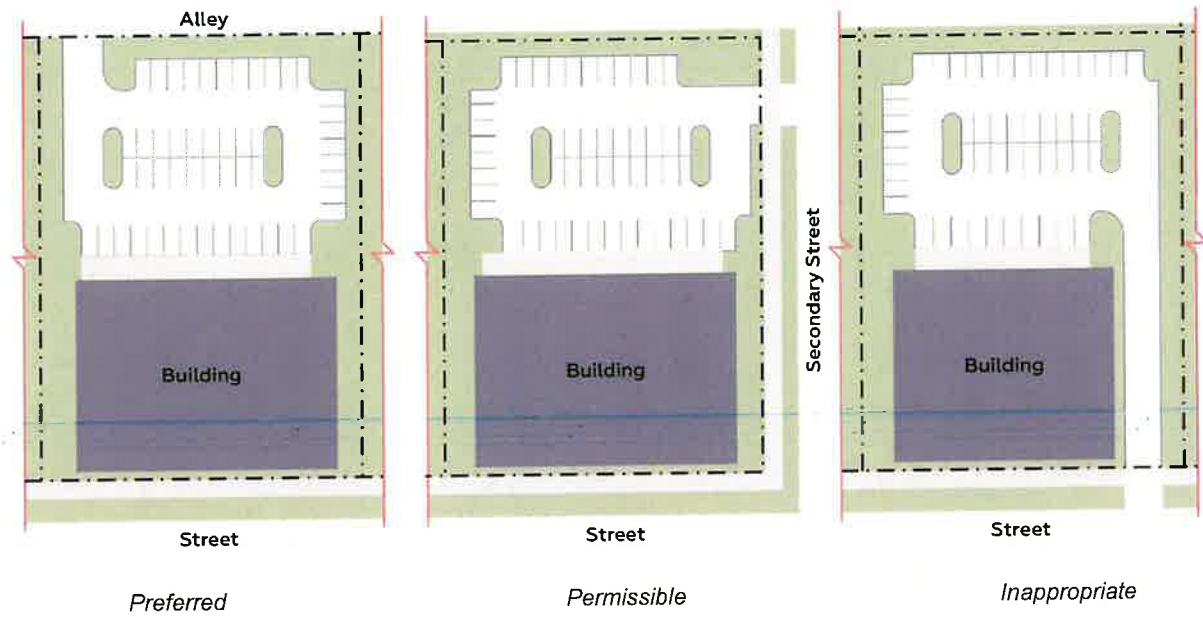 Alley
Building
Building
Building
Secondary Street
Street
Street
Street
Preferred
Permissible
Inappropriate